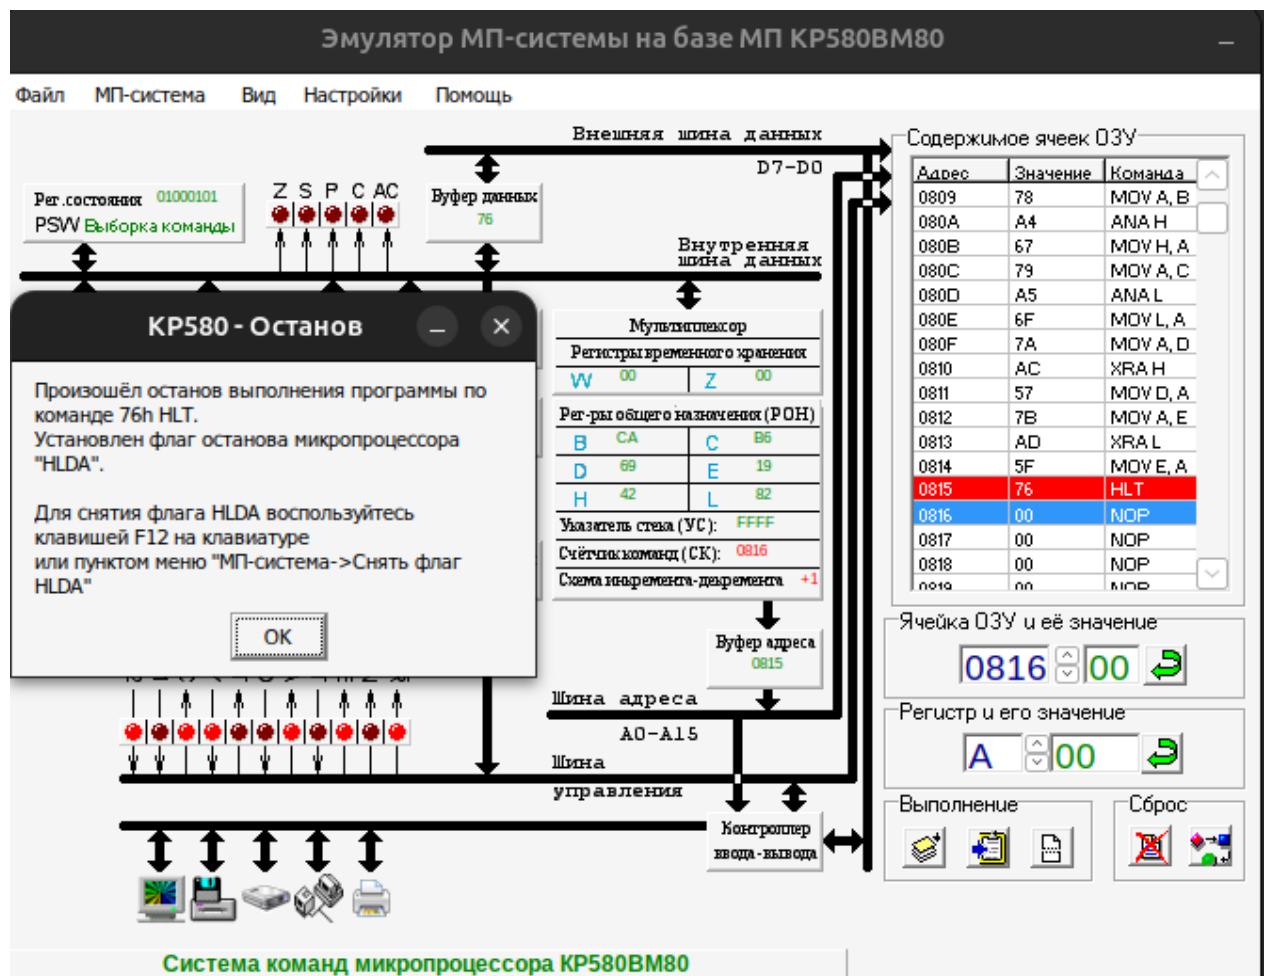 Эмулятор МП-системы на базе МП КР580ВМ80
Файл МП-система Вид Настройки Помощь
Внешняя шина данных
D7-D0
Рег.состояния 01000101
PSW Выборка команды
Z S P C AC
Буфер данных
76
Внутренняя
шина данных
КР580 - Останов
Произошёл останов выполнения программы по
команде 76h HLT.
Установлен флаг останова микропроцессора
"HLDA".
Для снятия флага HLDA воспользуйтесь
клавишей F12 на клавиатуре
или пунктом меню "МП-система->Снять флаг
HLDA"
OK
Мультиплексор
Регистры временного хранения
W 00 Z 00
Рег-ры общего назначения (РОН)
B CA C B6
D 69 E 19
H 42 L 82
Указатель стека (УС): FFFF
Счётчик команд (СК): 0816
Схема инкремента-декремента +1
Буфер адреса
0815
Шина адреса
A0-A15
Шина
управления
Контроллер
ввода-вывода
Содержимое ячеек ОЗУ
Адрес Значение Команда
0809 78 MOV A, B
080A A4 ANA H
080B 67 MOV H, A
080C 79 MOV A, C
080D A5 ANA L
080E 6F MOV L, A
080F 7A MOV A, D
0810 AC XRA H
0811 57 MOV D, A
0812 7B MOV A, E
0813 AD XRA L
0814 5F MOV E, A
0815 76 HLT
0816 00 NOP
0817 00 NOP
0818 00 NOP
0819 00 NOP
Ячейка ОЗУ и её значение
0816 00
Регистр и его значение
A 00
Выполнение
Сброс
Система команд микропроцессора КР580ВМ80